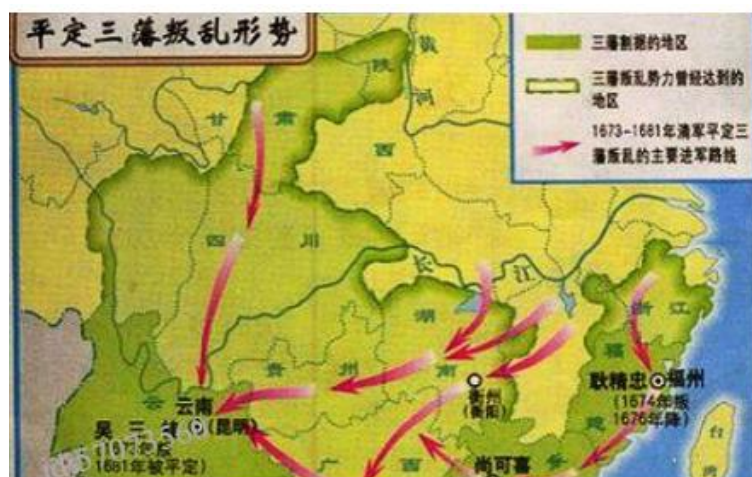 平定三藩叛乱形势
三藩割据的地区
三藩叛乱势力曾经达到的
地区
1673-1681年清军平定三
藩叛乱的主要进军路线
甘
肃
陕
西
黄
河
四
川
长
江
湖
南
浙
江
福
建
贵
州
衡州
(衡阳)
耿精忠
福州
(1674年叛
1676年降)
云
云南
(昆明)
吴三桂
1681年被平定)
广
西
尚可喜
台
湾